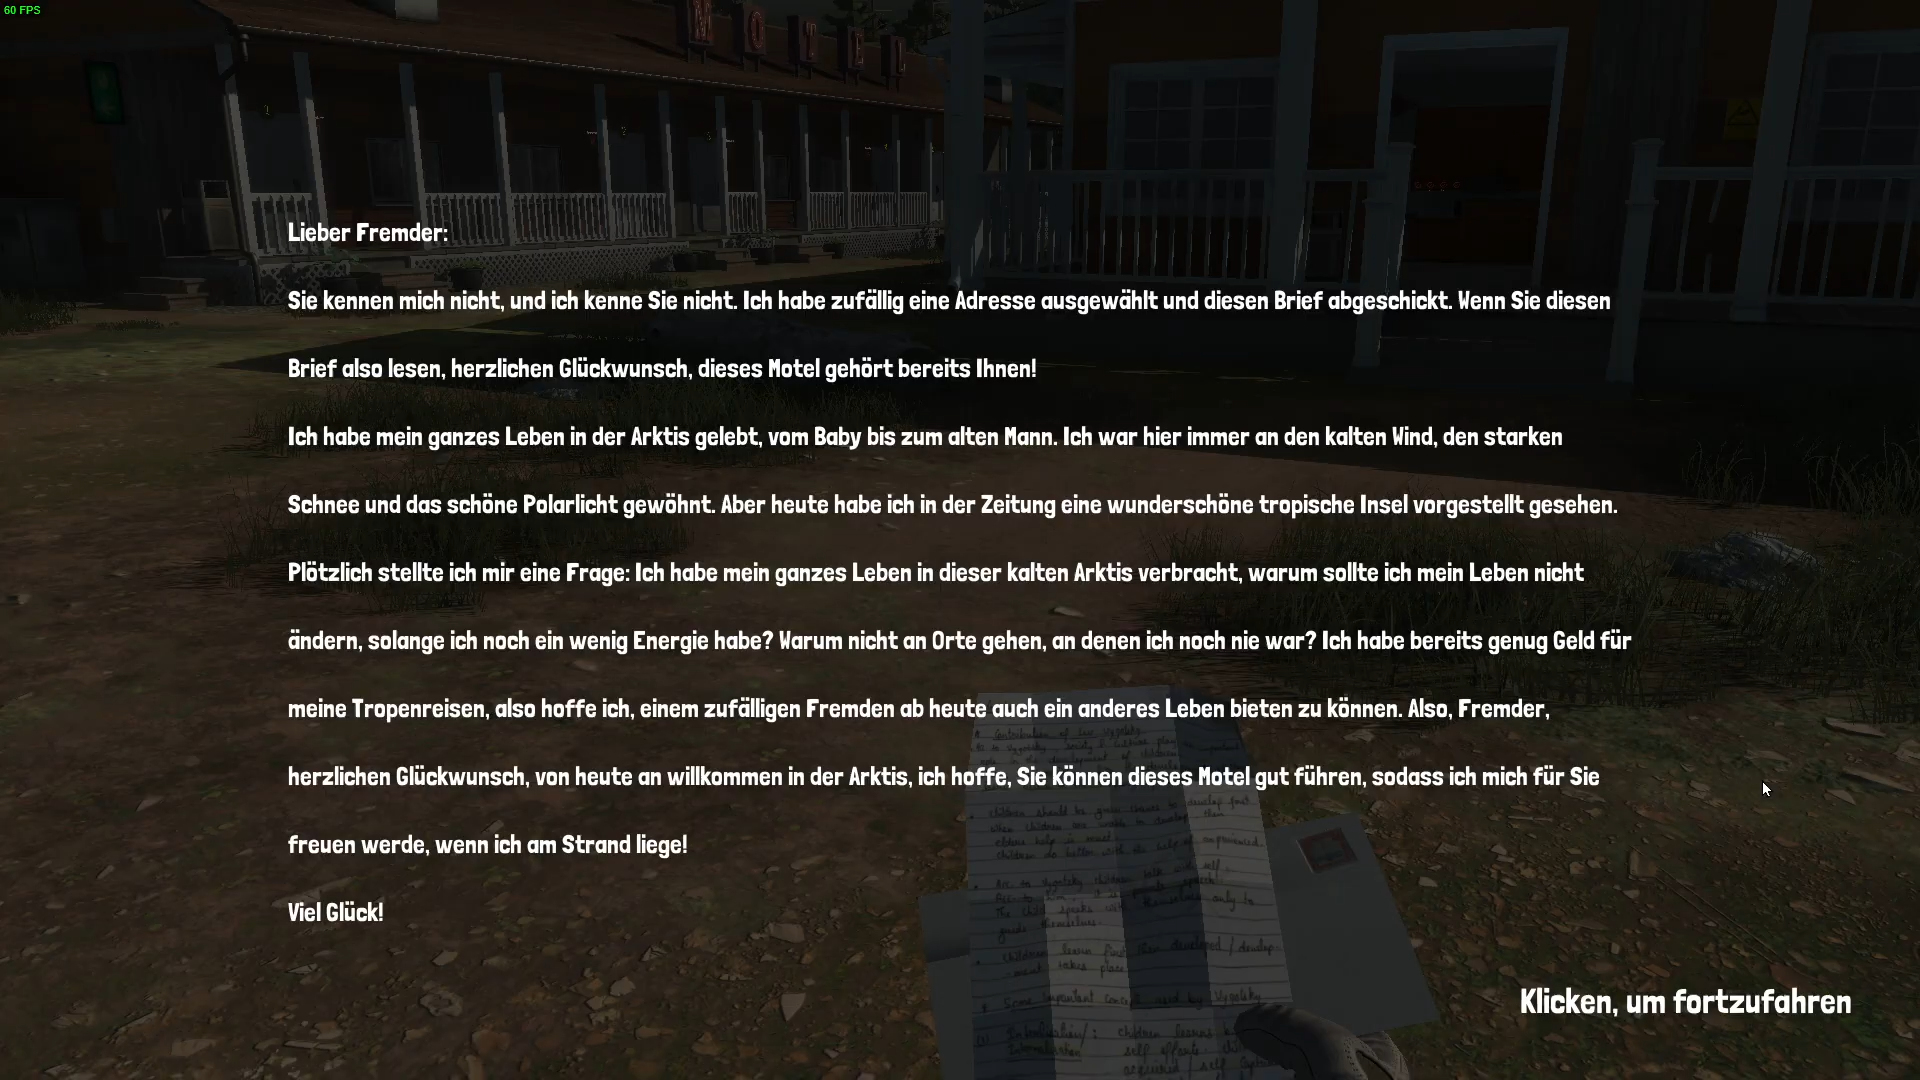 60 FPS
MOTEL
Lieber Fremder:
Sie kennen mich nicht, und ich kenne Sie nicht. Ich habe zufällig eine Adresse ausgewählt und diesen Brief abgeschickt. Wenn Sie diesen
Brief also lesen, herzlichen Glückwunsch, dieses Motel gehört bereits Ihnen!
Ich habe mein ganzes Leben in der Arktis gelebt, vom Baby bis zum alten Mann. Ich war hier immer an den kalten Wind, den starken
Schnee und das schöne Polarlicht gewöhnt. Aber heute habe ich in der Zeitung eine wunderschöne tropische Insel vorgestellt gesehen.
Plötzlich stellte ich mir eine Frage: Ich habe mein ganzes Leben in dieser kalten Arktis verbracht, warum sollte ich mein Leben nicht
ändern, solange ich noch ein wenig Energie habe? Warum nicht an Orte gehen, an denen ich noch nie war? Ich habe bereits genug Geld für
meine Tropenreisen, also hoffe ich, einem zufälligen Fremden ab heute auch ein anderes Leben bieten zu können. Also, Fremder,
herzlichen Glückwunsch, von heute an willkommen in der Arktis, ich hoffe, Sie können dieses Motel gut führen, sodass ich mich für Sie
freuen werde, wenn ich am Strand liege!
Viel Glück!
Klicken, um fortzufahren